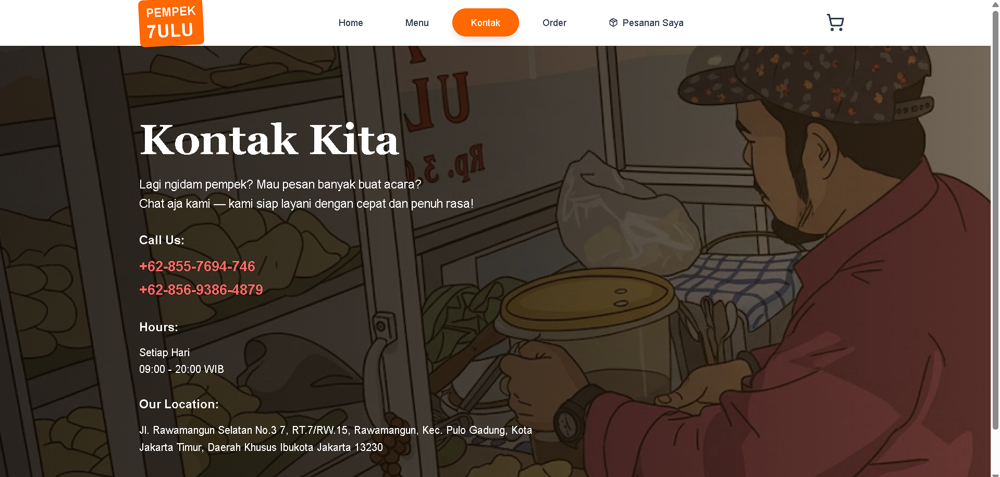 PEMPEK
7ULU
Home
Menu
Kontak
Order
Pesanan Saya
UL
Rp. 3.
Kontak Kita
Lagi ngidam pempek? Mau pesan banyak buat acara?
Chat aja kami — kami siap layani dengan cepat dan penuh rasa!
Call Us:
+62-855-7694-746
+62-856-9386-4879
Hours:
Setiap Hari
09:00 - 20:00 WIB
Our Location:
Jl. Rawamangun Selatan No.3 7, RT.7/RW.15, Rawamangun, Kec. Pulo Gadung, Kota
Jakarta Timur, Daerah Khusus Ibukota Jakarta 13230